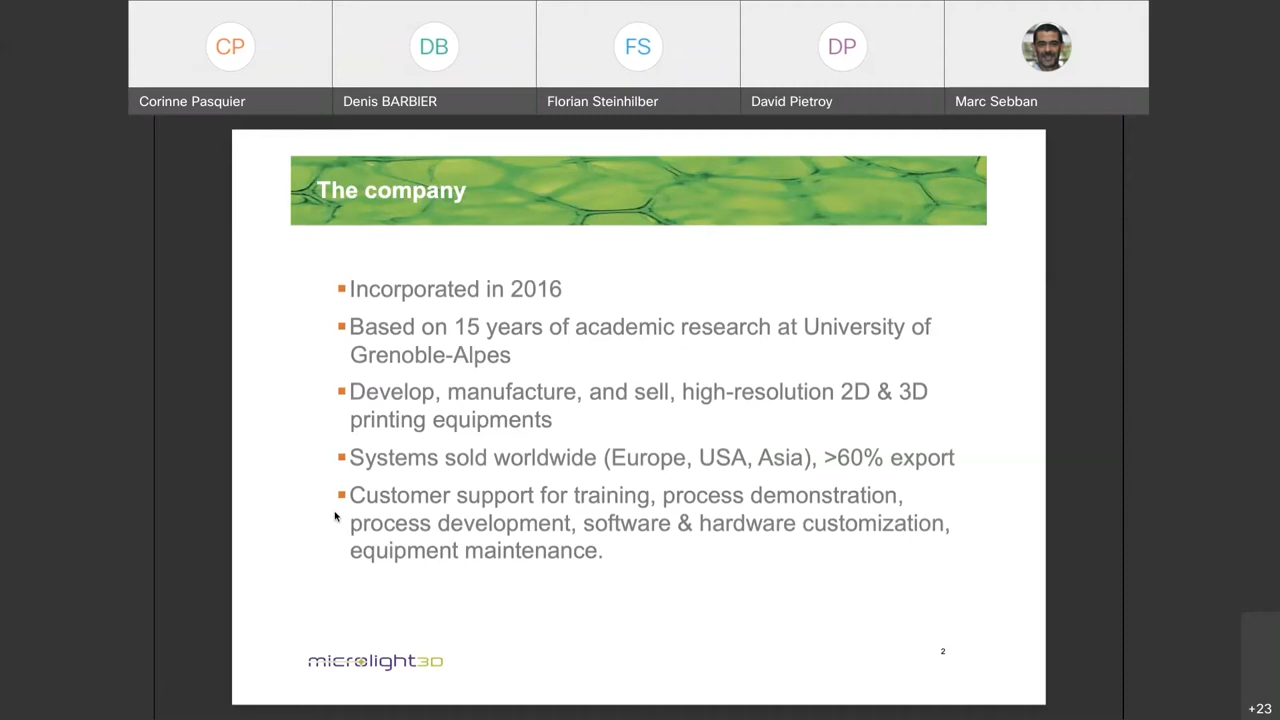 CP
DB
FS
DP
Corinne Pasquier
Denis BARBIER
Florian Steinhilber
David Pietroy
Marc Sebban
The company
Incorporated in 2016
Based on 15 years of academic research at University of
Grenoble-Alpes
Develop, manufacture, and sell, high-resolution 2D & 3D
printing equipments
Systems sold worldwide (Europe, USA, Asia), >60% export
Customer support for training, process demonstration,
process development, software & hardware customization,
equipment maintenance.
microlight3D
2
+23